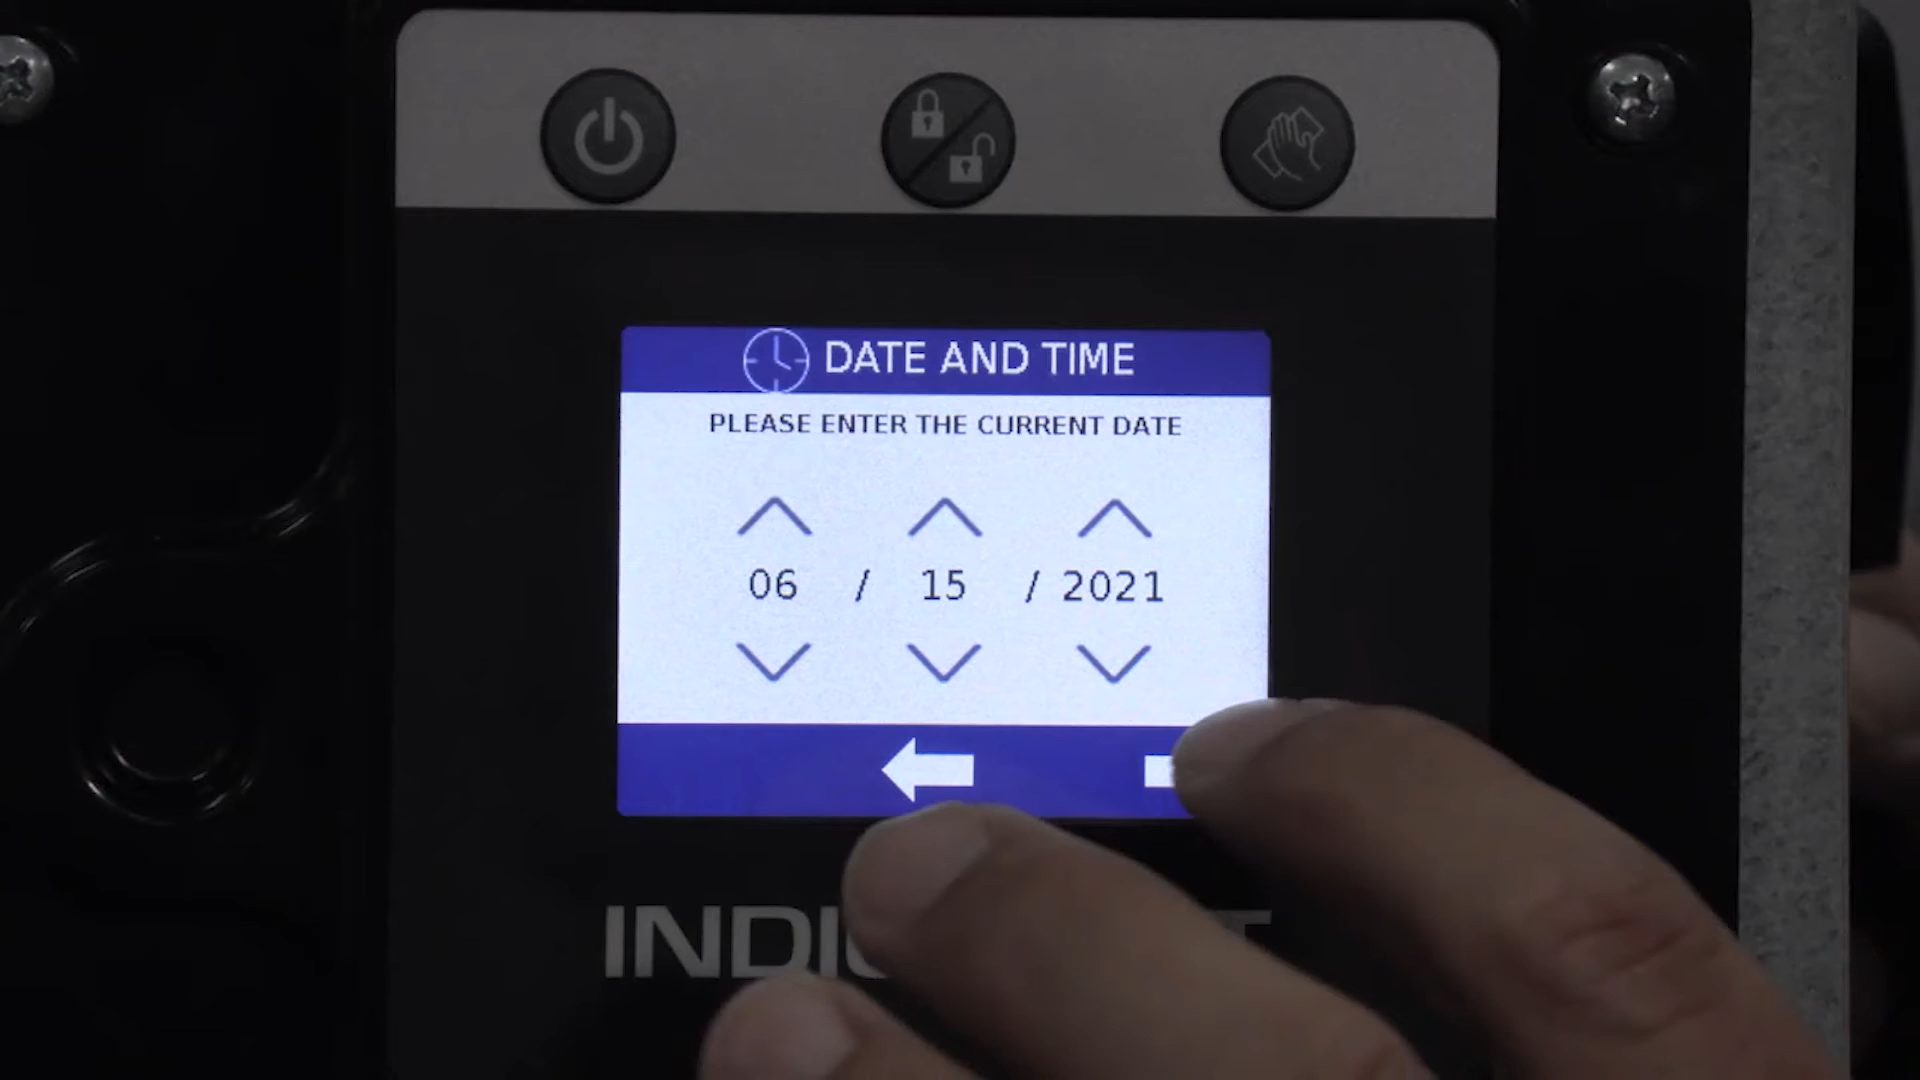 DATE AND TIME
PLEASE ENTER THE CURRENT DATE
06 / 15 / 2021